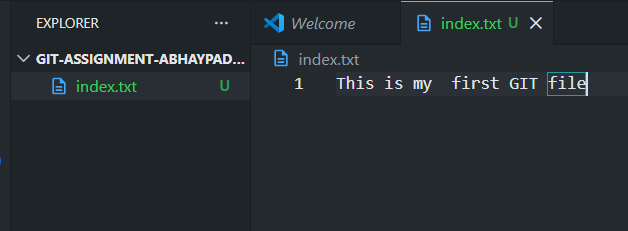 EXPLORER ...
GIT-ASSIGNMENT-ABHAYPAD...
index.txt U
Welcome
index.txt U
index.txt
1 This is my  first GIT file